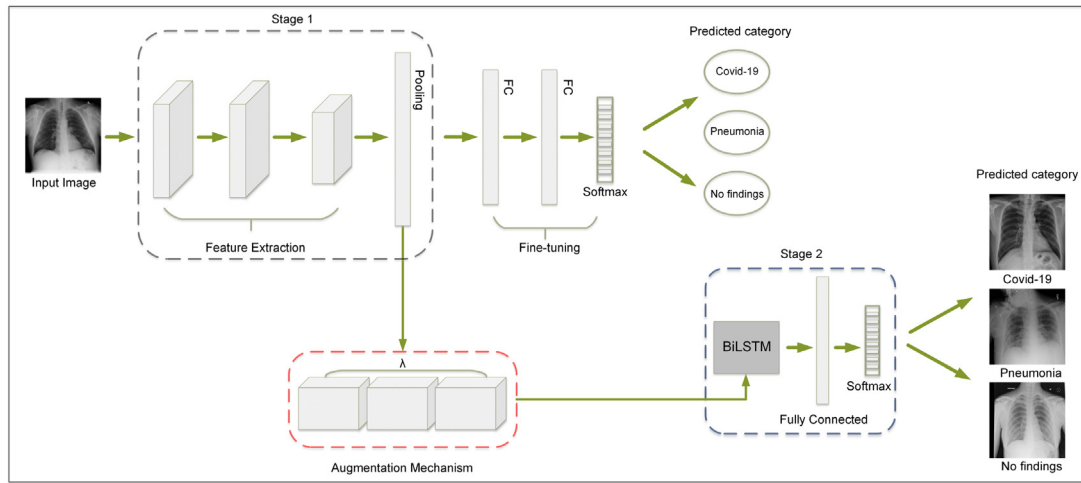 Stage 1
Predicted category
Covid-19
Pooling
FC
FC
Pneumonia
Input Image
Softmax
No findings
Predicted category
Feature Extraction
Fine-tuning
Stage 2
Covid-19
BiLSTM
λ
Pneumonia
Softmax
Fully Connected
Augmentation Mechanism
No findings